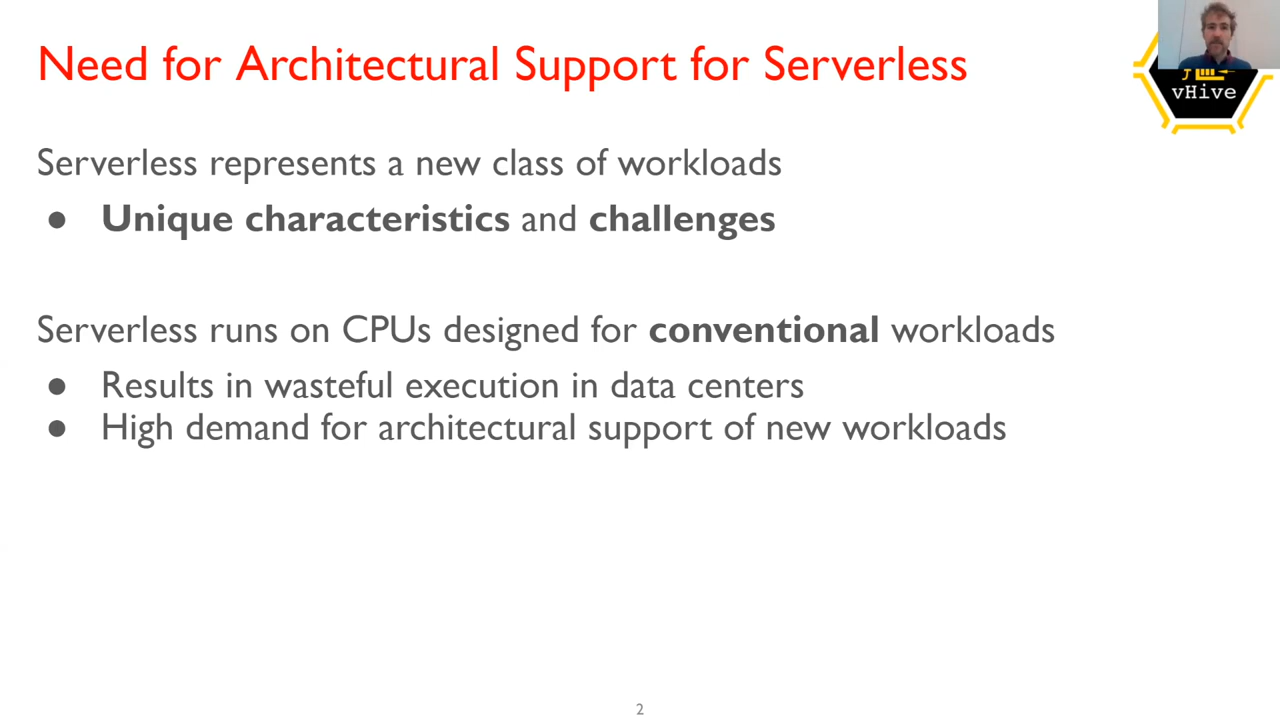 Need for Architectural Support for Serverless
vHive
Serverless represents a new class of workloads
● Unique characteristics and challenges
Serverless runs on CPUs designed for conventional workloads
● Results in wasteful execution in data centers
● High demand for architectural support of new workloads
2